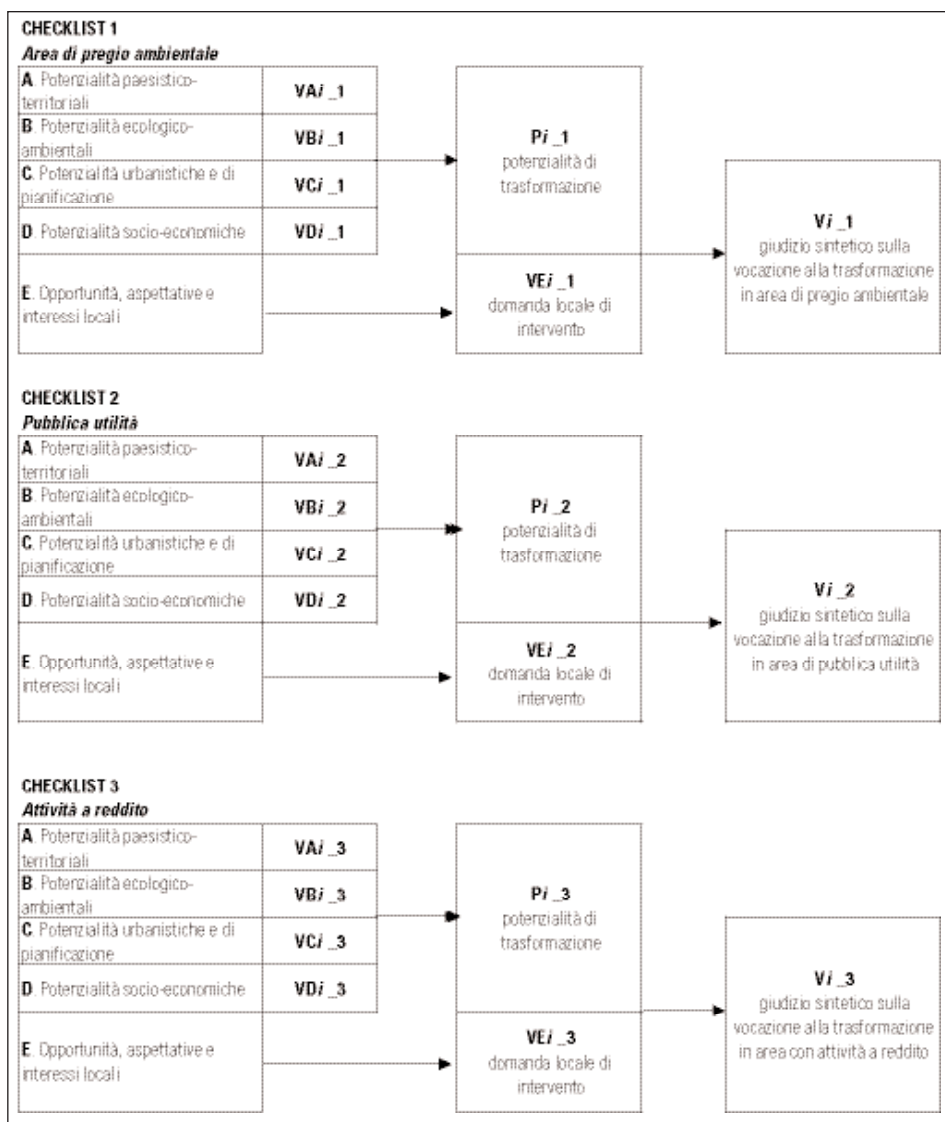 CHECKLIST 1
Area di pregio ambientale
A. Potenzialità paesistico-
territoriali
VAi _1
B. Potenzialità ecologico-
ambientali
VBi _1
C. Potenzialità urbanistiche e di
pianificazione
VCi _1
D. Potenzialità socio-economiche
VDi _1
E. Opportunità, aspettative e
interessi locali
Pi _1
potenzialità di
trasformazione
VEi _1
domanda locale di
intervento
Vi _1
giudizio sintetico sulla
vocazione alla trasformazione
in area di pregio ambientale
CHECKLIST 2
Pubblica utilità
A. Potenzialità paesistico-
territoriali
VAi _2
B. Potenzialità ecologico-
ambientali
VBi _2
C. Potenzialità urbanistiche e di
pianificazione
VCi _2
D. Potenzialità socio-economiche
VDi _2
E. Opportunità, aspettative e
interessi locali
Pi _2
potenzialità di
trasformazione
VEi _2
domanda locale di
intervento
Vi _2
giudizio sintetico sulla
vocazione alla trasformazione
in area di pubblica utilità
CHECKLIST 3
Attività a reddito
A. Potenzialità paesistico-
territoriali
VAi _3
B. Potenzialità ecologico-
ambientali
VBi _3
C. Potenzialità urbanistiche e di
pianificazione
VCi _3
D. Potenzialità socio-economiche
VDi _3
E. Opportunità, aspettative e
interessi locali
Pi _3
potenzialità di
trasformazione
VEi _3
domanda locale di
intervento
Vi _3
giudizio sintetico sulla
vocazione alla trasformazione
in area con attività a reddito